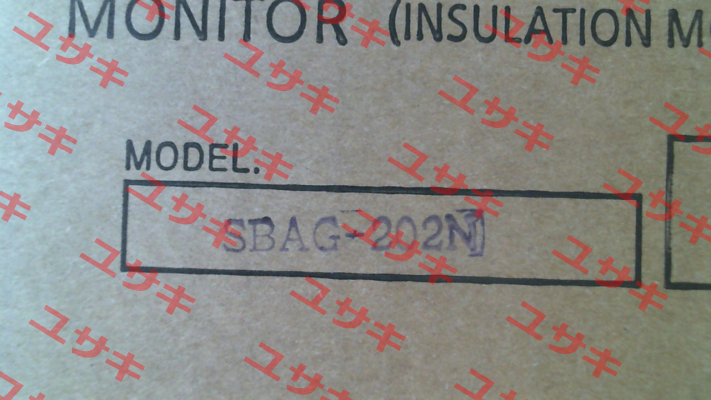 MONITOR (INSULATION
MODEL.
SBAG-202N
ユサキ